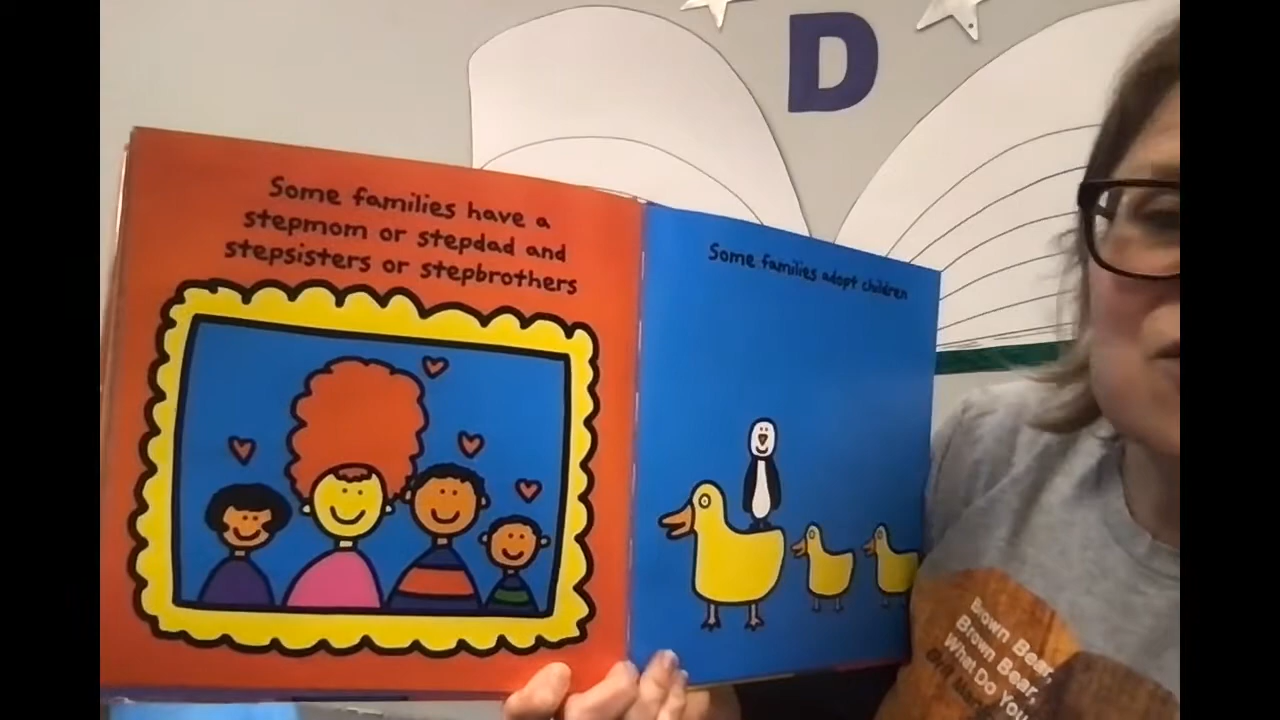 D
Some families have a
stepmom or stepdad and
stepsisters or stepbrothers
Some families adopt children
Brown Bear,
Brown Bear,
What Do You